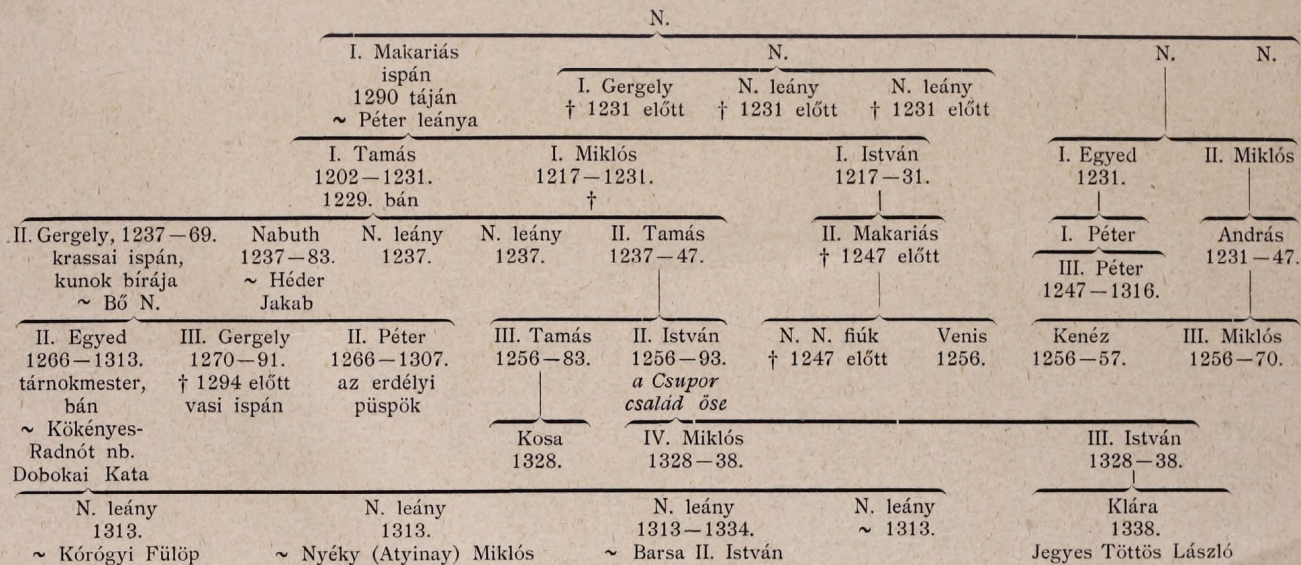 N.
I. Makariás
ispán
1290 táján
~ Péter leánya
N.
N.
N.
I. Gergely
† 1231 előtt
N. leány
† 1231 előtt
N. leány
† 1231 előtt
I. Tamás
1202—1231.
1229. bán
I. Miklós
1217—1231.
†
I. István
1217—31.
I. Egyed
1231.
II. Miklós
II. Gergely, 1237—69.
krassai ispán,
kunok bírája
~ Bő N.
Nabuth
1237—83.
~ Héder
Jakab
N. leány
1237.
N. leány
1237.
II. Tamás
1237—47.
II. Makariás
† 1247 előtt
I. Péter
III. Péter
1247—1316.
András
1231—47.
II. Egyed
1266—1313.
tárnokmester,
bán
~ Kökényes-
Radnót nb.
Dobokai Kata
III. Gergely
1270—91.
† 1294 előtt
vasi ispán
II. Péter
1266—1307.
az erdélyi
püspök
III. Tamás
1256—83.
II. István
1256—93.
a Csupor
család őse
N. N. fiúk
† 1247 előtt
Venis
1256.
Kenéz
1256—57.
III. Miklós
1256—70.
Kosa
1328.
IV. Miklós
1328—38.
III. István
1328—38.
N. leány
1313.
~ Kórógyi Fülöp
N. leány
1313.
~ Nyéky (Atyinay) Miklós
N. leány
1313—1334.
~ Barsa II. István
N. leány
~ 1313.
Klára
1338.
Jegyes Töttös László